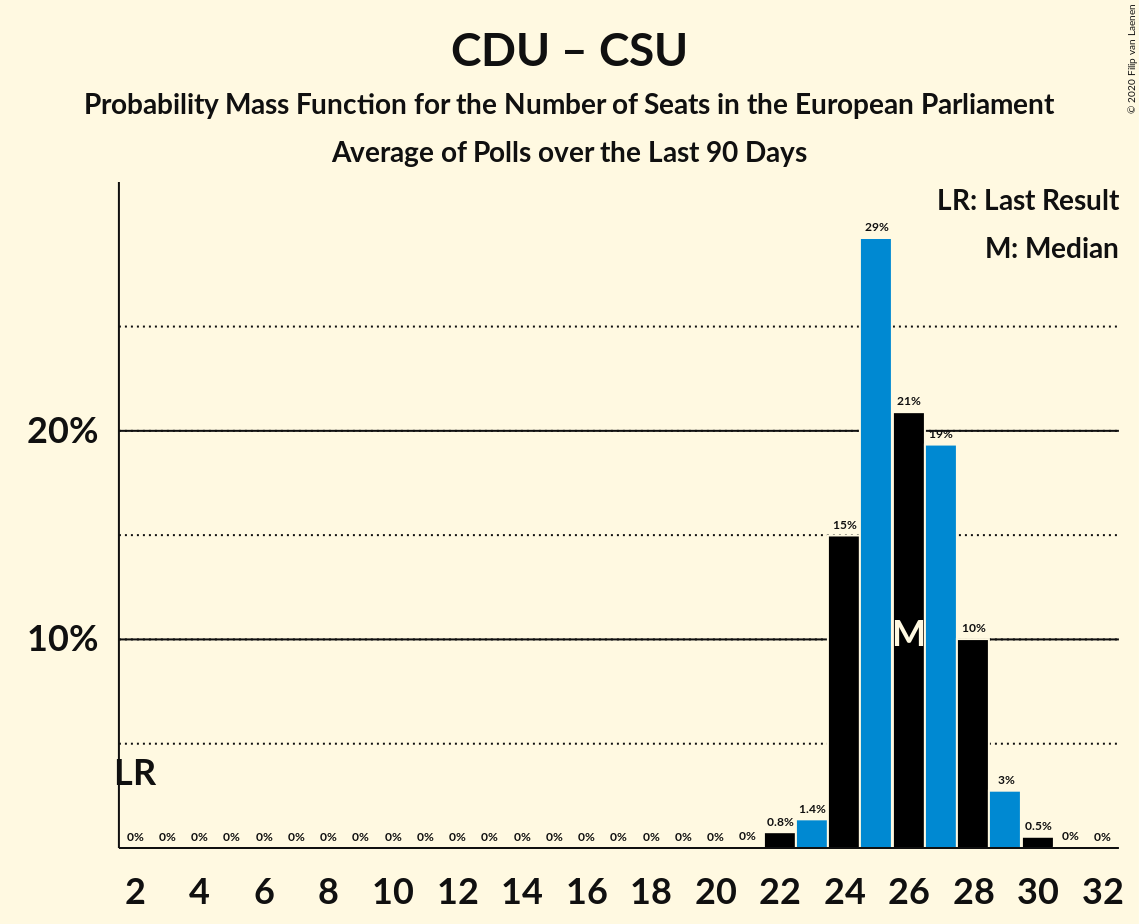 CDU – CSU
Probability Mass Function for the Number of Seats in the European Parliament
Average of Polls over the Last 90 Days
© 2020 Filip van Laenen
LR: Last Result
M: Median
29%
21%
20%
19%
15%
M
10%
10%
LR
3%
1.4%
0.8%
0.5%
0% 0% 0% 0% 0% 0% 0% 0% 0% 0% 0% 0% 0% 0% 0% 0% 0% 0% 0% 0% 0% 0%
2 4 6 8 10 12 14 16 18 20 22 24 26 28 30 32